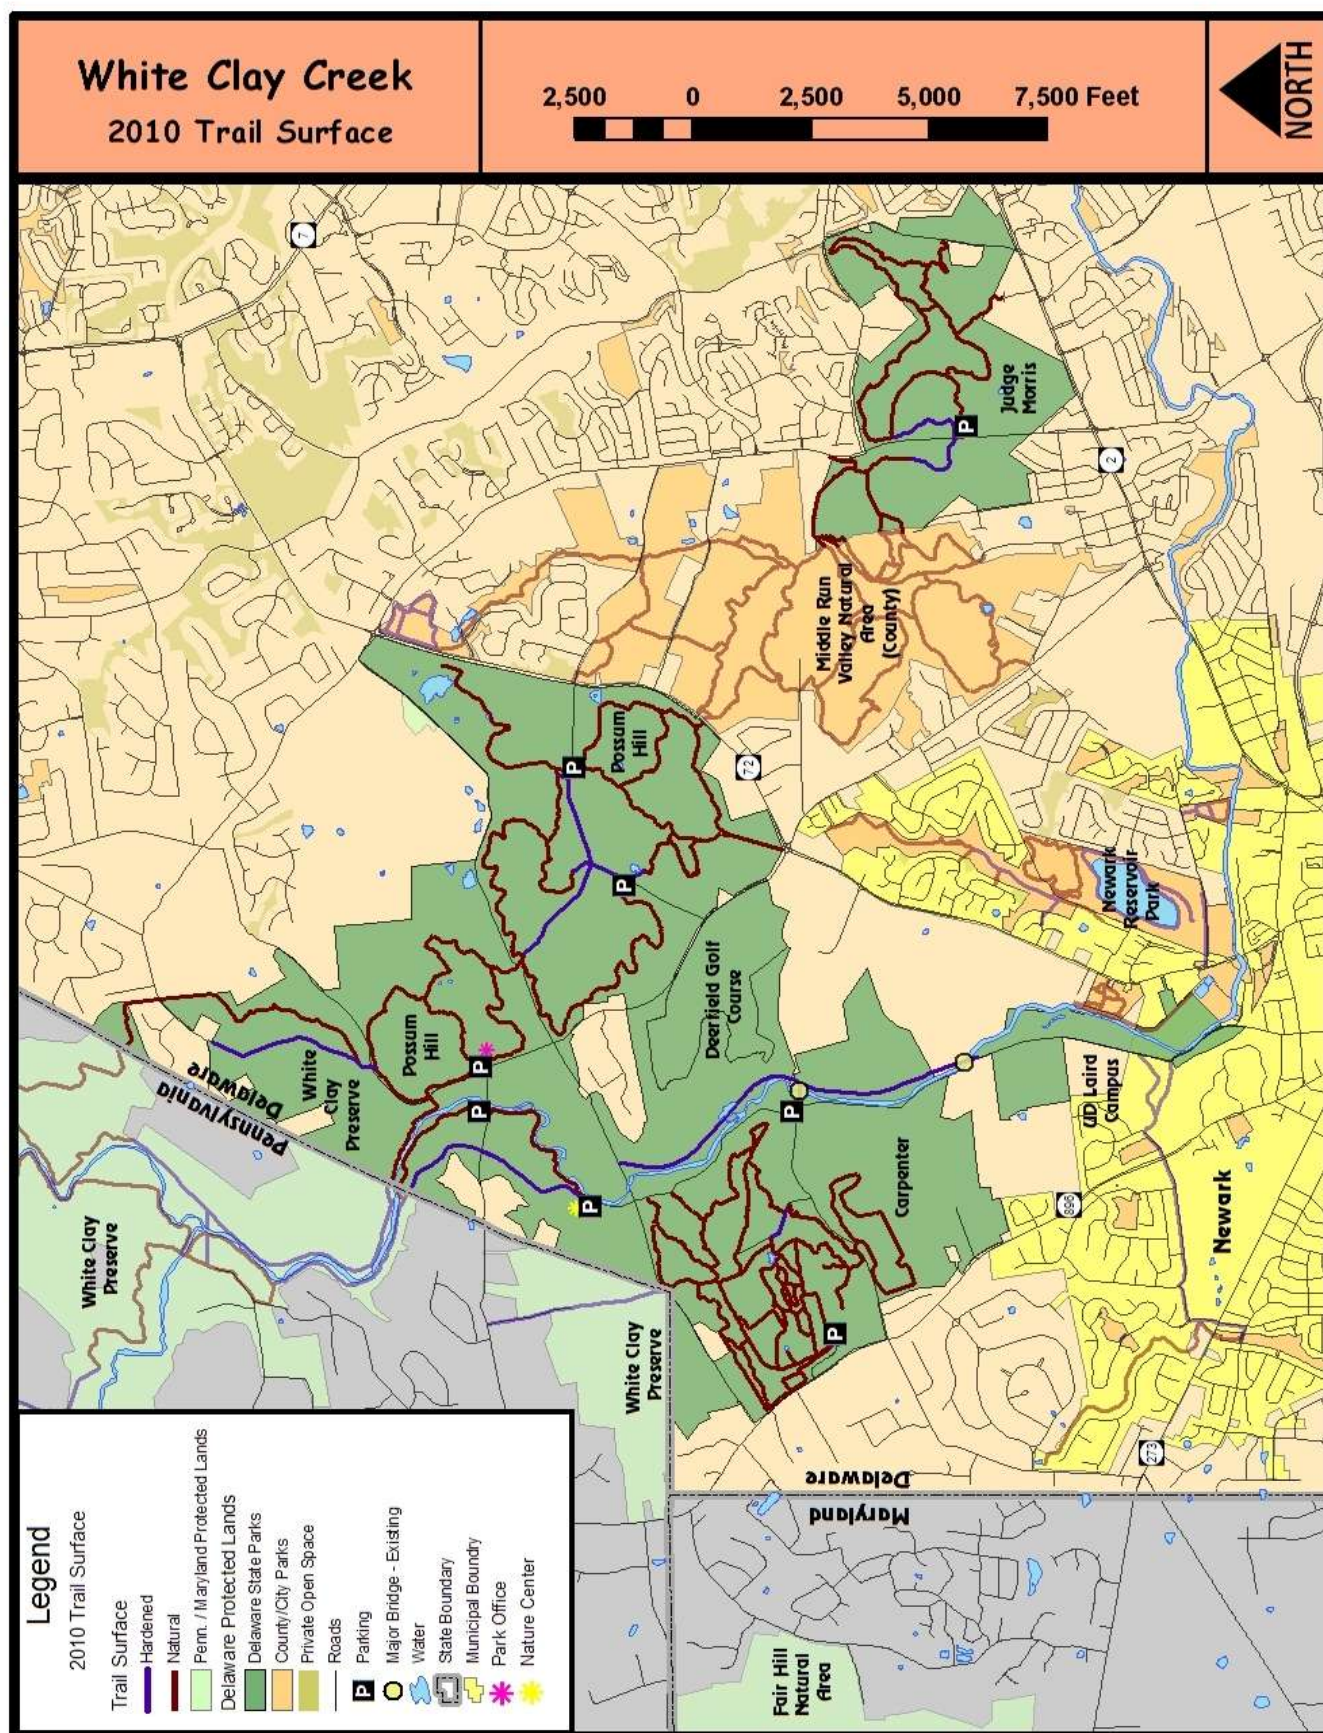 White Clay Creek
2010 Trail Surface
2,500 0 2,500 5,000 7,500 Feet
NORTH
7
Judge
Morris
2
Middle Run
Valley Natural
Area
(County)
Possum
Hill
P
72
P
Newark
Reservoir
Park
Deerfield Golf
Course
Possum
Hill
White
Clay
Preserve
Delaware
Pennsylvania
P
P
P
P
P
P
UD Laird
Campus
Carpenter
896
Newark
White Clay
Preserve
White Clay
Preserve
273
Delaware
Maryland
Fair Hill
Natural
Area
Legend
2010 Trail Surface
Trail Surface
Hardened
Natural
Penn. / Maryland Protected Lands
Delaware Protected Lands
Delaware State Parks
County/City Parks
Private Open Space
Roads
P Parking
Major Bridge - Existing
Water
State Boundary
Municipal Boundry
Park Office
Nature Center